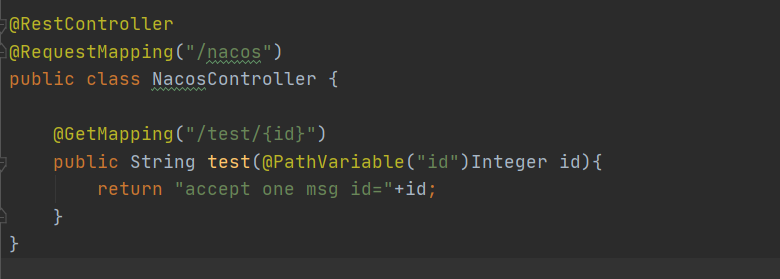 @RestController
@RequestMapping("/nacos")
public class NacosController {
@GetMapping("/test/{id}")
public String test(@PathVariable("id")Integer id){
return "accept one msg id="+id;
}
}